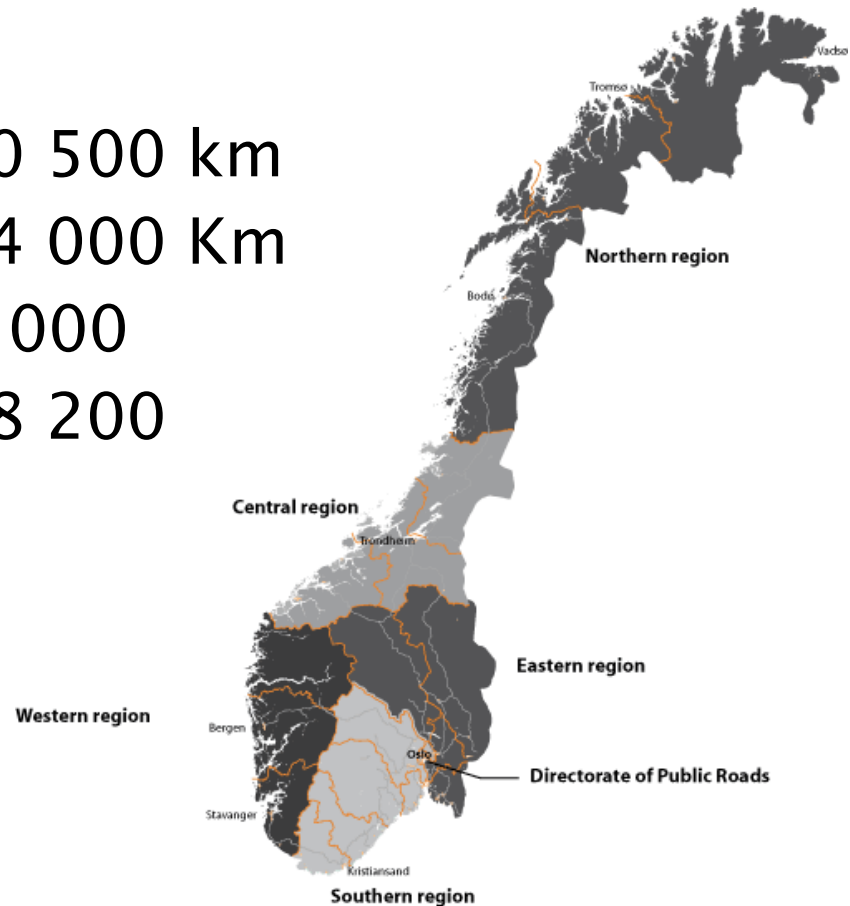 0 500 km
4 000 Km
000
8 200
Vadsø
Tromsø
Northern region
Bodø
Central region
Trondheim
Eastern region
Western region
Bergen
Oslo
Directorate of Public Roads
Stavanger
Kristiansand
Southern region